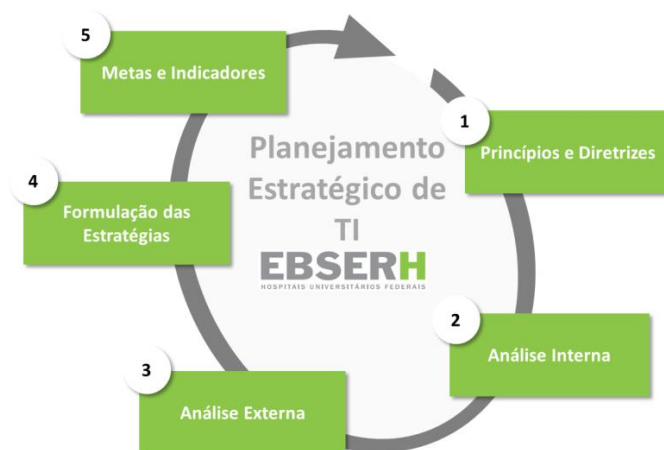 Planejamento
Estratégico de
TI
EBSERH
HOSPITAIS UNIVERSITÁRIOS FEDERAIS
1
Princípios e Diretrizes
2
Análise Interna
3
Análise Externa
4
Formulação das
Estratégias
5
Metas e Indicadores